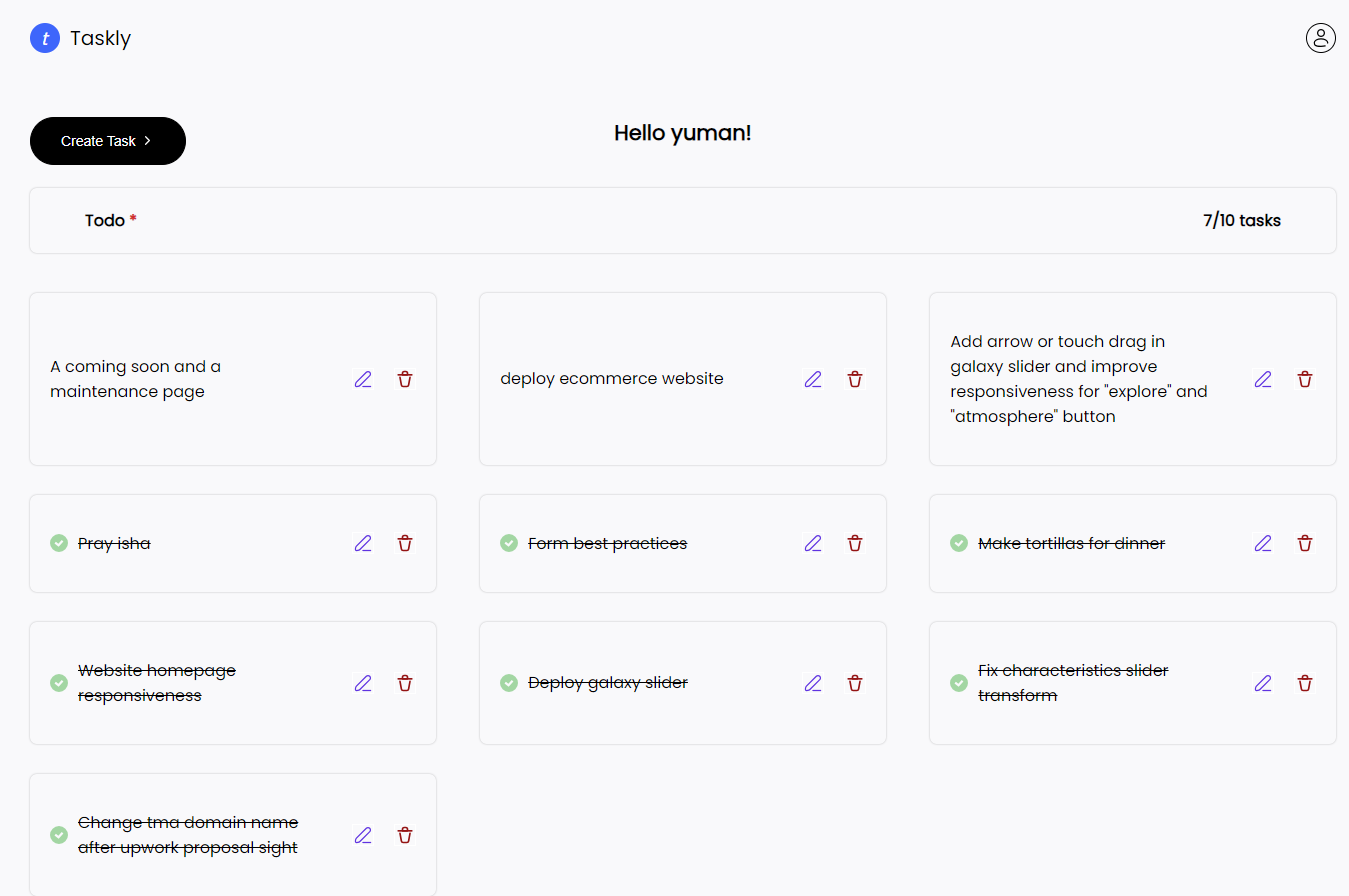 t Taskly
Create Task
Hello yuman!
Todo *
7/10 tasks
A coming soon and a
maintenance page
deploy ecommerce website
Add arrow or touch drag in
galaxy slider and improve
responsiveness for "explore" and
"atmosphere" button
Pray isha
Form best practices
Make tortillas for dinner
Website homepage
responsiveness
Deploy galaxy slider
Fix characteristics slider
transform
Change tma domain name
after upwork proposal sight